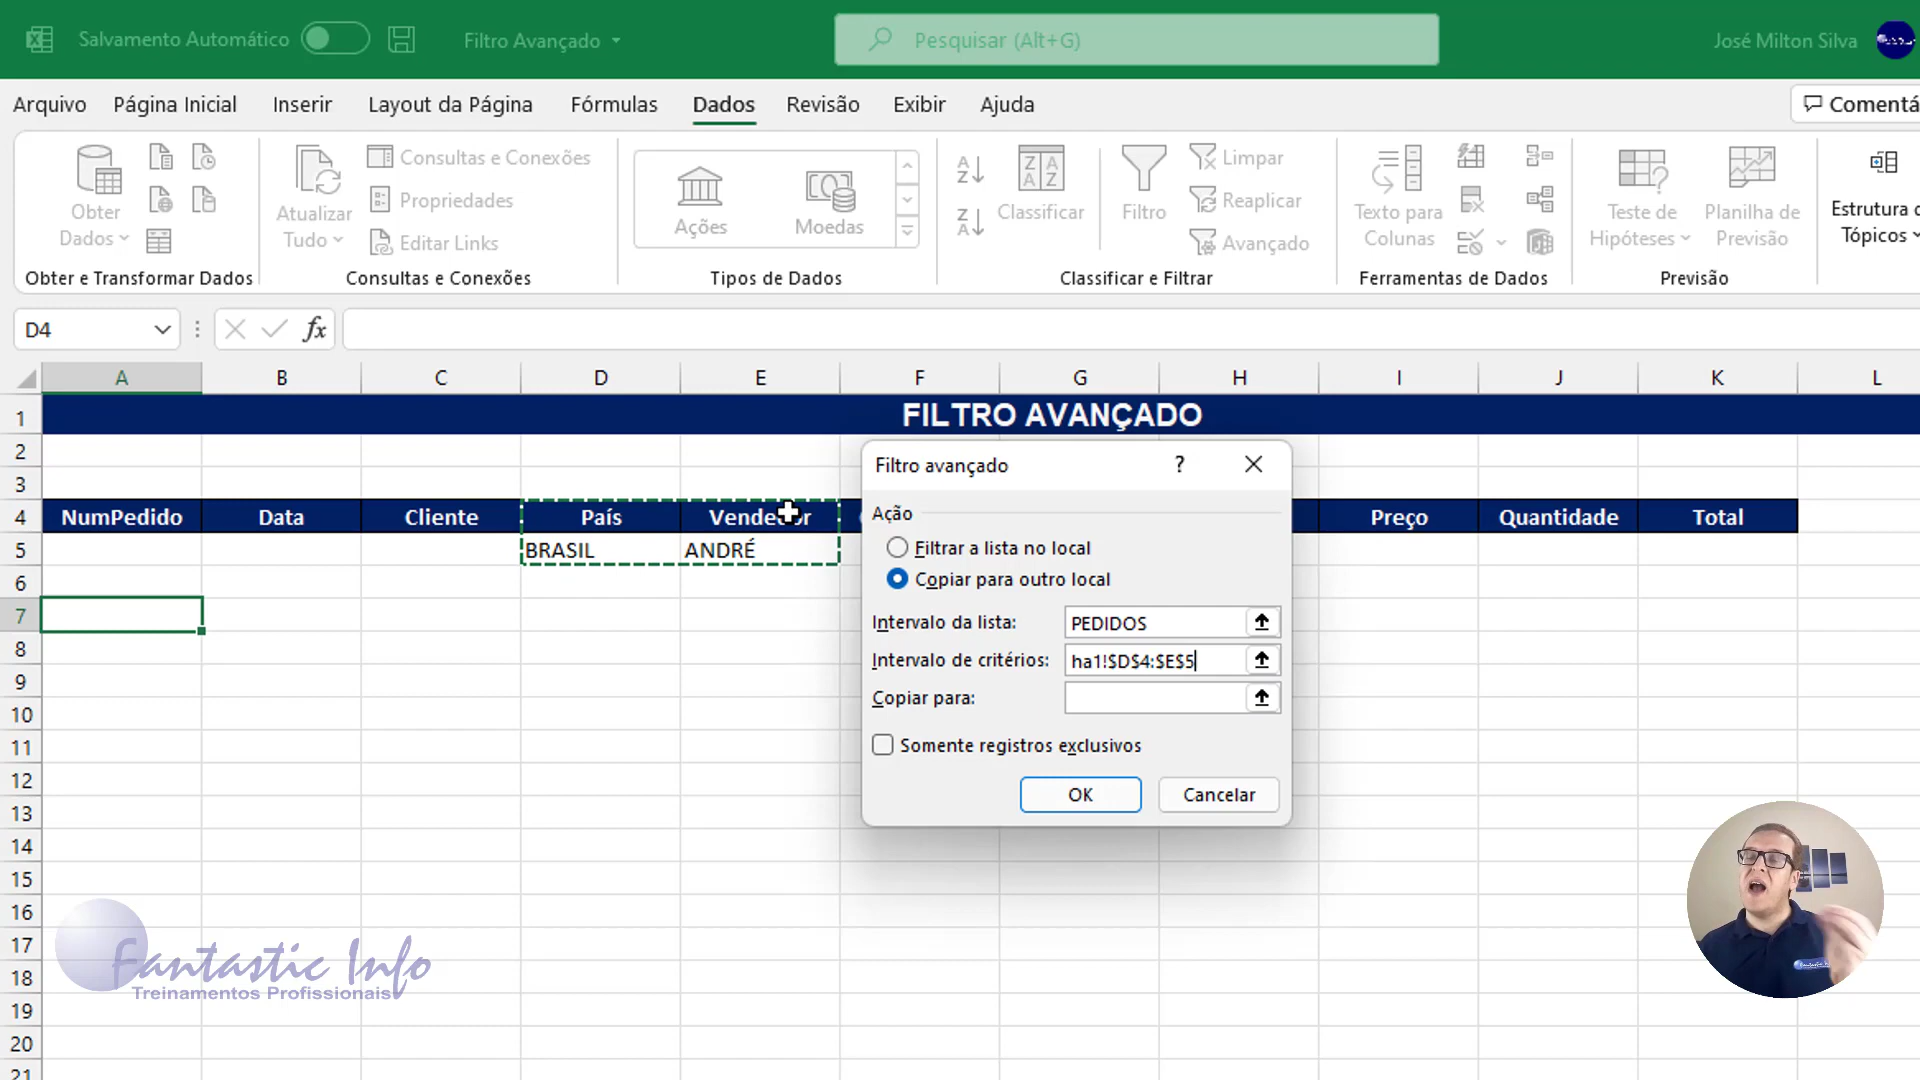 Salvamento Automático
Filtro Avançado
Pesquisar (Alt+G)
José Milton Silva
Arquivo
Página Inicial
Inserir
Layout da Página
Fórmulas
Dados
Revisão
Exibir
Ajuda
Comentá
Obter
Dados
Obter e Transformar Dados
Atualizar
Tudo
Consultas e Conexões
Propriedades
Editar Links
Consultas e Conexões
Ações
Moedas
Tipos de Dados
Classificar
Filtro
Limpar
Reaplicar
Avançado
Classificar e Filtrar
Texto para
Colunas
Ferramentas de Dados
Teste de
Hipóteses
Planilha de
Previsão
Previsão
Estrutura
Tópicos
D4
fx
A B C D E F G H I J K L
1 FILTRO AVANÇADO
2
3
4 NumPedido Data Cliente País Vendedor Preço Quantidade Total
5 BRASIL ANDRÉ
6
7
8
9
10
11
12
13
14
15
16
17
18
19
20
21
Filtro avançado ?
Ação
Filtrar a lista no local
Copiar para outro local
Intervalo da lista: PEDIDOS
Intervalo de critérios: ha1!$D$4:$E$5
Copiar para:
Somente registros exclusivos
OK Cancelar
Fantastic Info
Treinamentos Profissionais